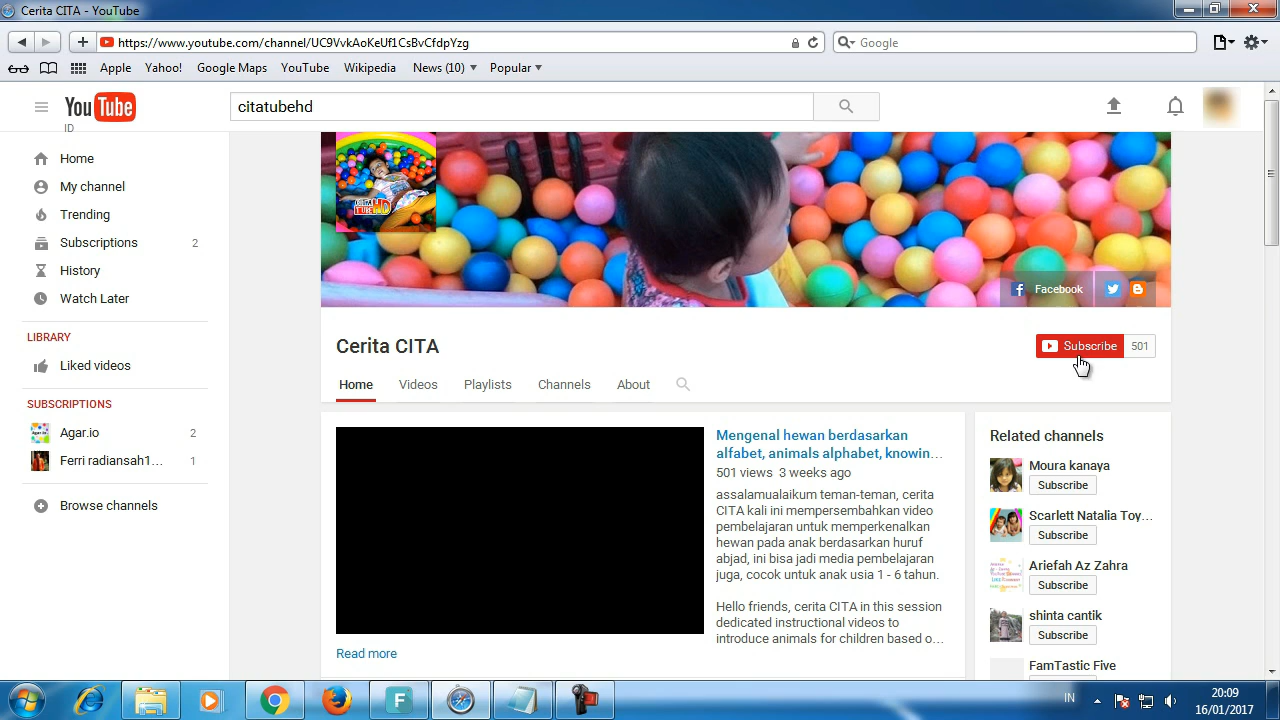 Cerita CITA - YouTube
https://www.youtube.com/channel/UC9VvkAoKeUf1CsBvCfdpYzg
Google
Apple Yahoo! Google Maps YouTube Wikipedia News (10) Popular
YouTube
ID
citatubehd
Home
My channel
Trending
Subscriptions 2
History
Watch Later
LIBRARY
Liked videos
SUBSCRIPTIONS
Agar.io 2
Ferri radiansah1... 1
Browse channels
Facebook
Cerita CITA
Subscribe 501
Home Videos Playlists Channels About
Mengenal hewan berdasarkan
alfabet, animals alphabet, knowin...
501 views 3 weeks ago
assalamualaikum teman-teman, cerita
CITA kali ini mempersembahkan video
pembelajaran untuk memperkenalkan
hewan pada anak berdasarkan huruf
abjad, ini bisa jadi media pembelajaran
juga, cocok untuk anak usia 1 - 6 tahun.
Hello friends, cerita CITA in this session
dedicated instructional videos to
introduce animals for children based o...
Read more
Related channels
Moura kanaya
Subscribe
Scarlett Natalia Toy...
Subscribe
Ariefah Az Zahra
Subscribe
shinta cantik
Subscribe
FamTastic Five
IN
20:09
16/01/2017